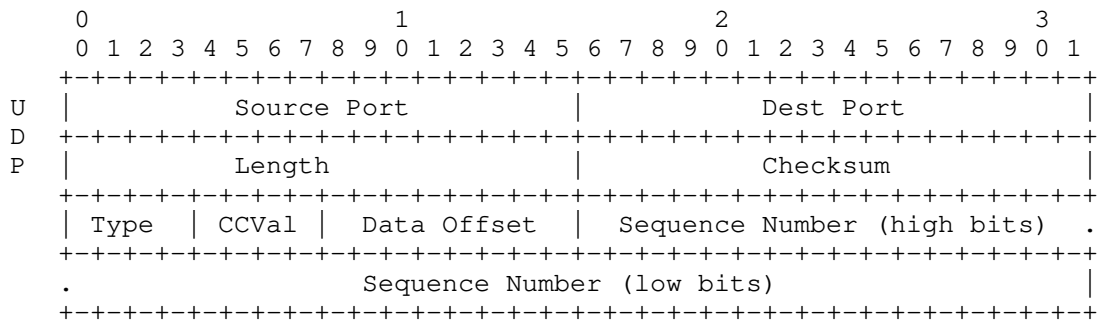 0                   1                   2                   3
0 1 2 3 4 5 6 7 8 9 0 1 2 3 4 5 6 7 8 9 0 1 2 3 4 5 6 7 8 9 0 1
+-+-+-+-+-+-+-+-+-+-+-+-+-+-+-+-+-+-+-+-+-+-+-+-+-+-+-+-+-+-+-+-+
U | Source Port | Dest Port |
D +-+-+-+-+-+-+-+-+-+-+-+-+-+-+-+-+-+-+-+-+-+-+-+-+-+-+-+-+-+-+-+-+
P | Length | Checksum |
+-+-+-+-+-+-+-+-+-+-+-+-+-+-+-+-+-+-+-+-+-+-+-+-+-+-+-+-+-+-+-+-+
| Type | CCVal | Data Offset | Sequence Number (high bits) .
+-+-+-+-+-+-+-+-+-+-+-+-+-+-+-+-+-+-+-+-+-+-+-+-+-+-+-+-+-+-+-+-+
. Sequence Number (low bits) |
+-+-+-+-+-+-+-+-+-+-+-+-+-+-+-+-+-+-+-+-+-+-+-+-+-+-+-+-+-+-+-+-+